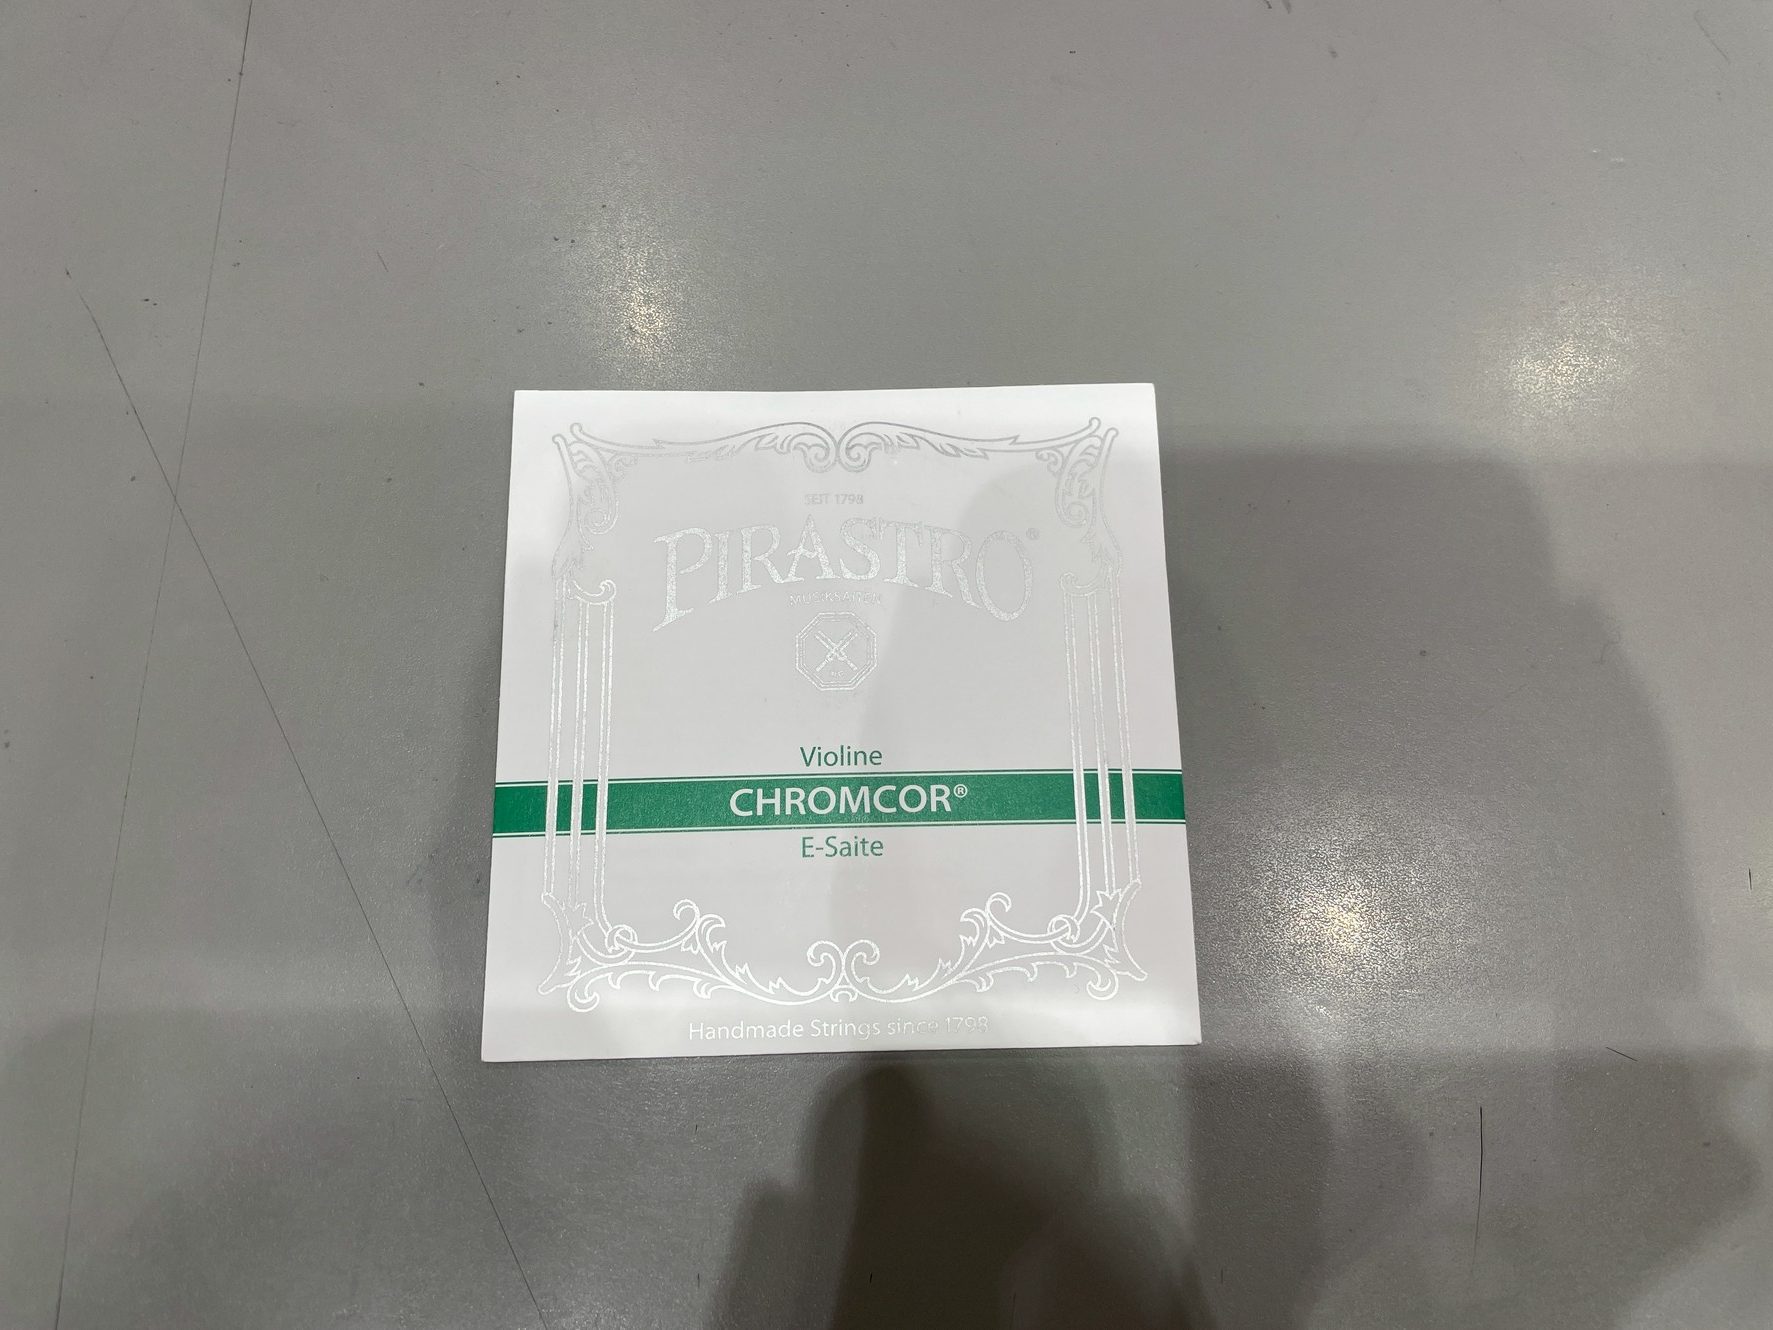 SEIT 1798
PIRASTRO®
MUSIKSAITEN
Violine
CHROMCOR®
E-Saite
Handmade Strings since 1798